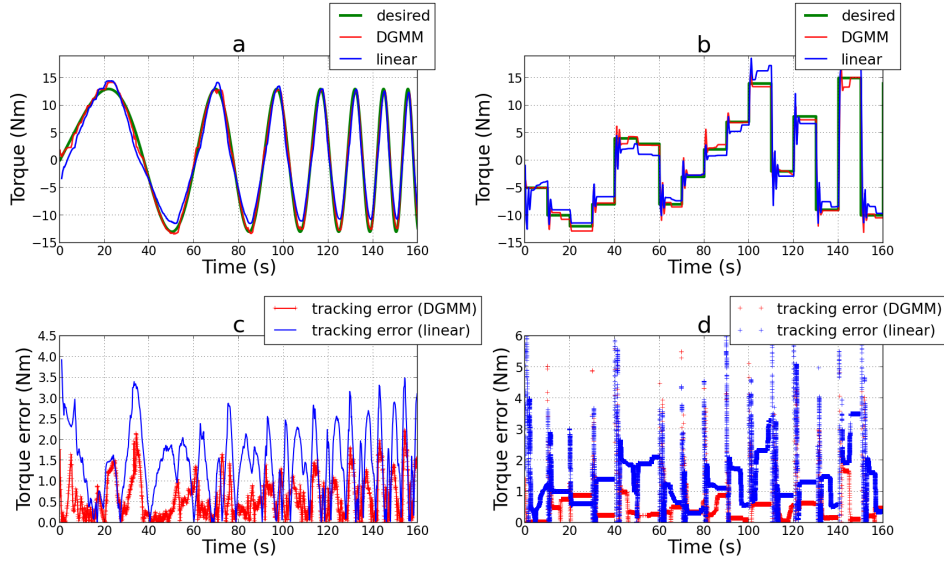 desired
DGMM
linear
a
Torque (Nm)
15
10
5
0
−5
−10
−15
0 20 40 60 80 100 120 140 160
Time (s)
desired
DGMM
linear
b
Torque (Nm)
15
10
5
0
−5
−10
−15
0 20 40 60 80 100 120 140 160
Time (s)
tracking error (DGMM)
tracking error (linear)
c
Torque error (Nm)
4.5
4.0
3.5
3.0
2.5
2.0
1.5
1.0
0.5
0.0
0 20 40 60 80 100 120 140 160
Time (s)
tracking error (DGMM)
tracking error (linear)
d
Torque error (Nm)
6
5
4
3
2
1
0
0 20 40 60 80 100 120 140 160
Time (s)